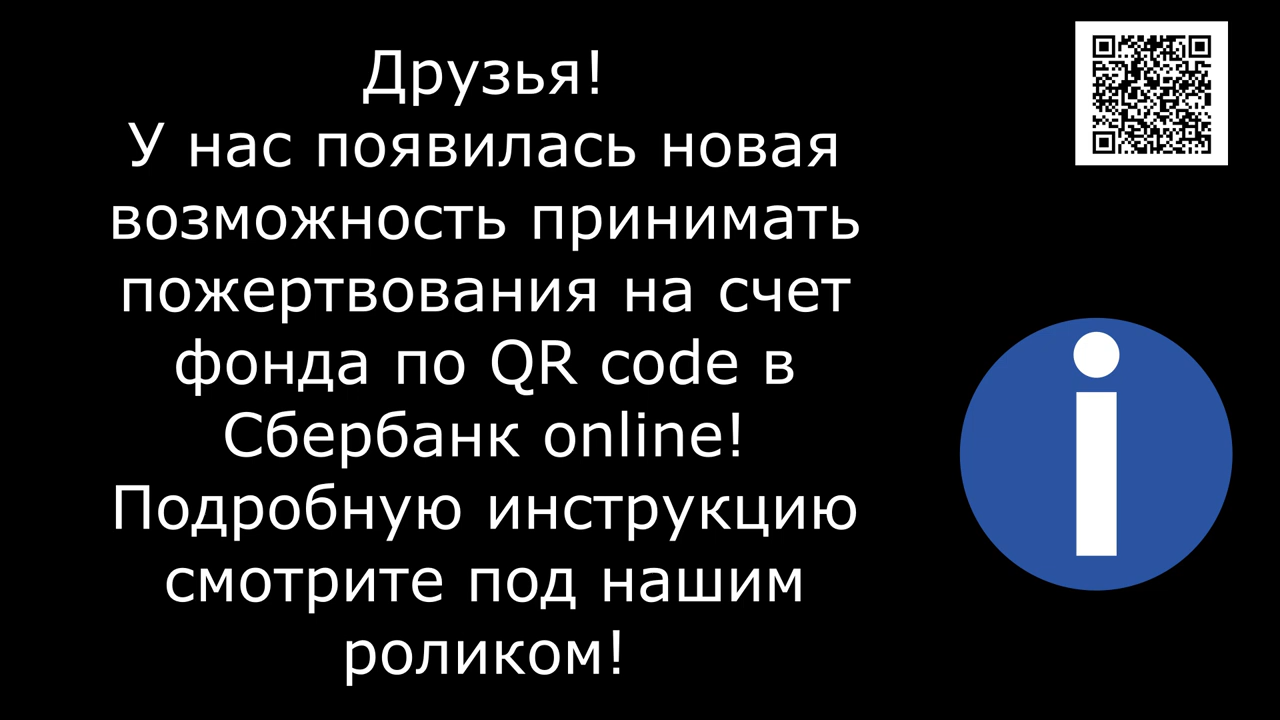 Друзья!
У нас появилась новая
возможность принимать
пожертвования на счет
фонда по QR code в
Сбербанк online!
Подробную инструкцию
смотрите под нашим
роликом!